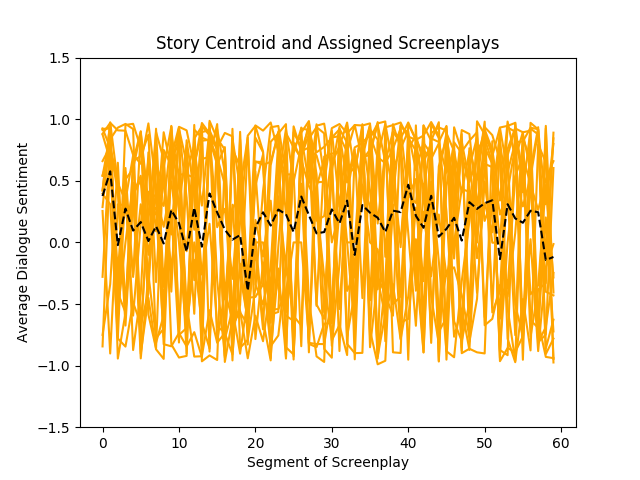 Story Centroid and Assigned Screenplays
1.5
1.0
0.5
0.0
−0.5
−1.0
−1.5
Average Dialogue Sentiment
0 10 20 30 40 50 60
Segment of Screenplay